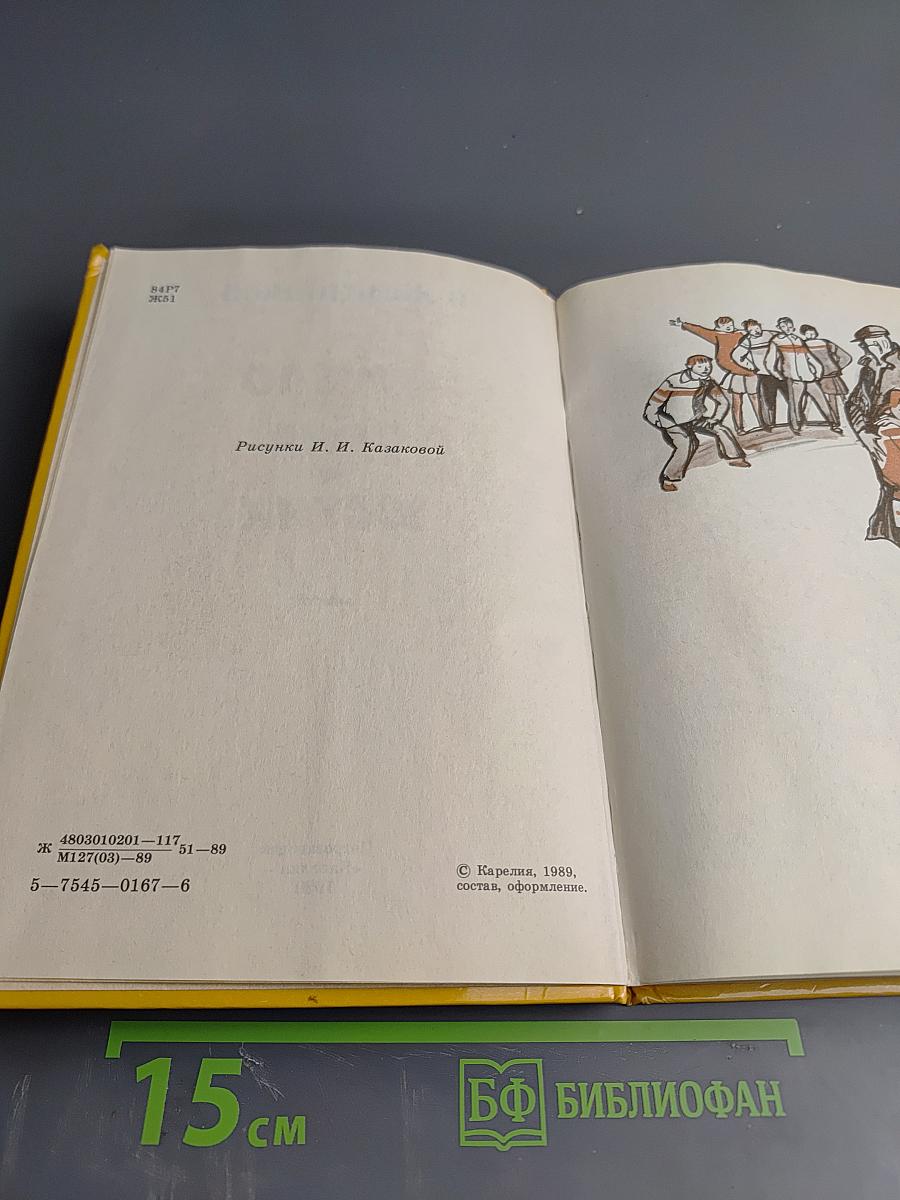 84Р7
Ж51
Рисунки И. И. Казаковой
Ж 4803010201—117 51—89
М127(03)—89
5—7545—0167—6
© Карелия, 1989,
состав, оформление.
15 см
БФ БИБЛИОФАН